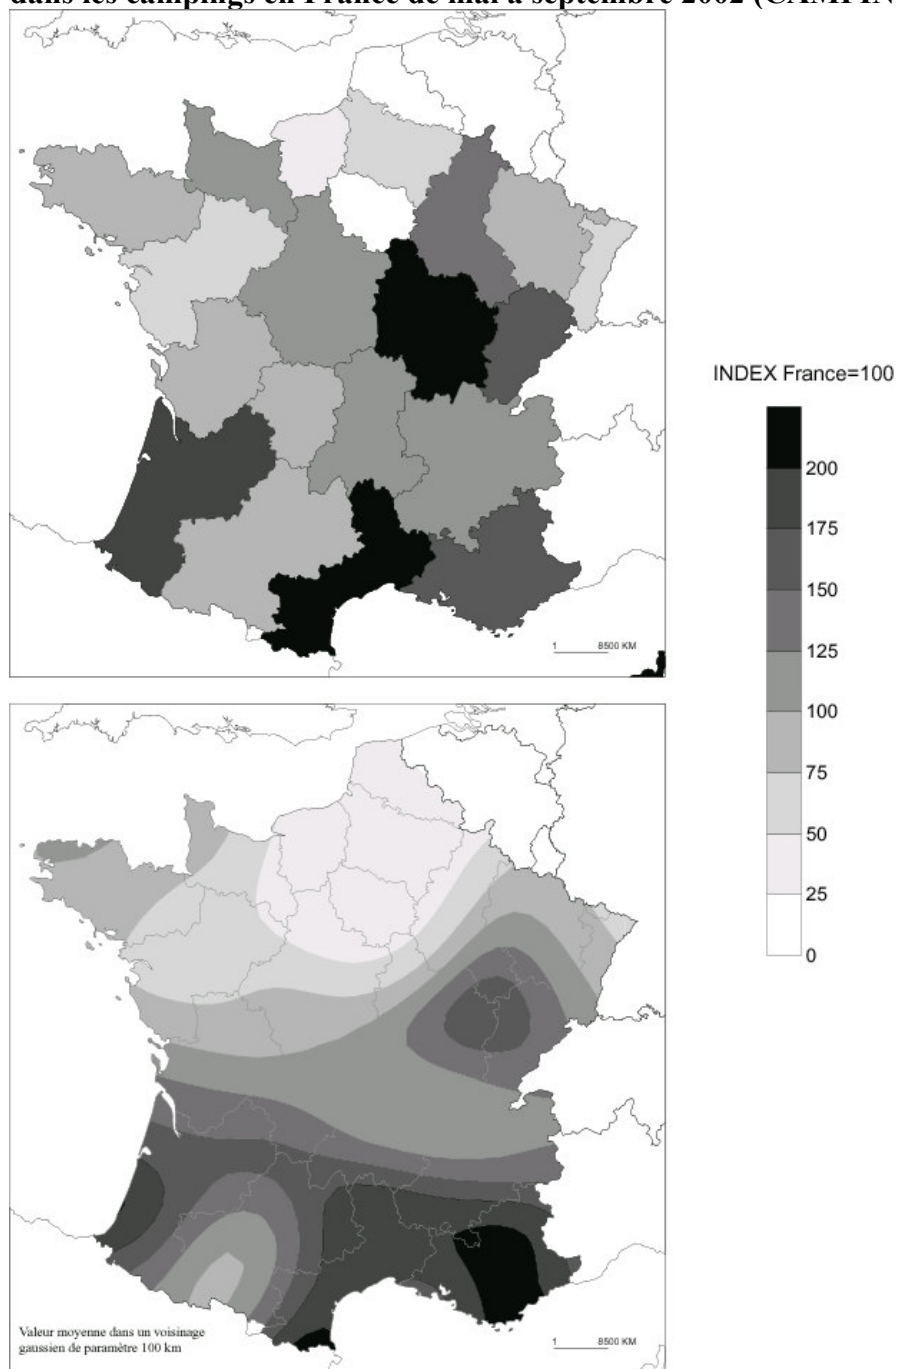 dans les campings en France de mai à septembre 2002 (CAMPIN
INDEX France=100
200
175
150
125
100
75
50
25
0
1 8500 KM
Valeur moyenne dans un voisinage
gaussien de paramètre 100 km
1 8500 KM